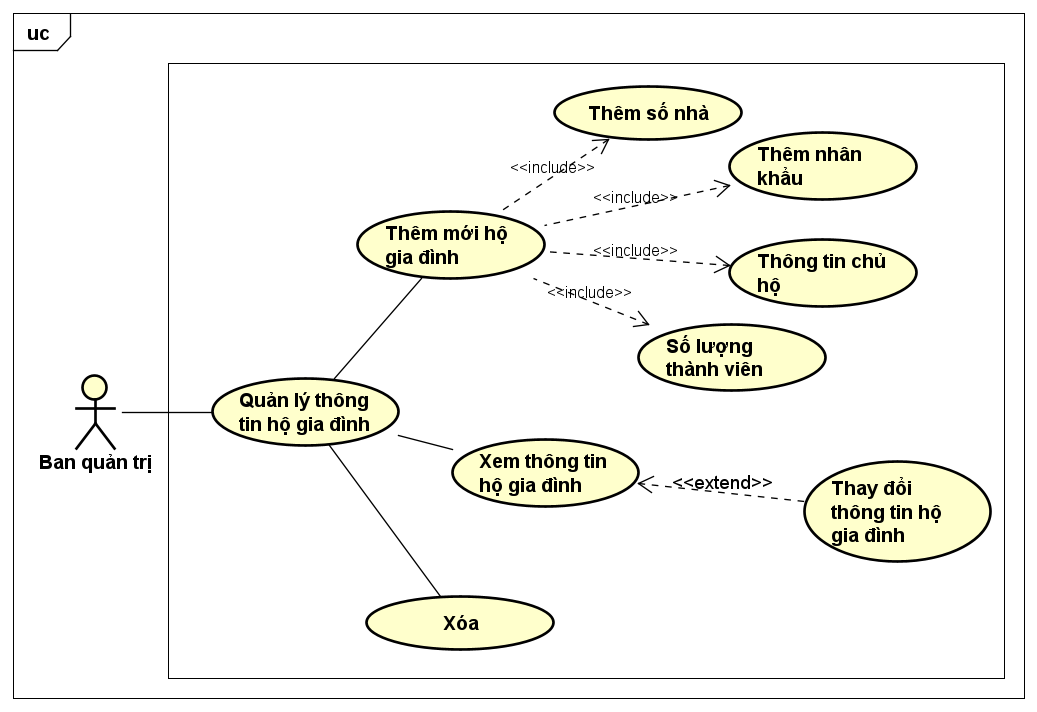 uc
Thêm số nhà
<<include>>
Thêm nhân
khẩu
<<include>>
Thêm mới hộ
gia đình
<<include>>
Thông tin chủ
hộ
<<include>>
Số lượng
thành viên
Quản lý thông
tin hộ gia đình
Ban quản trị
Xem thông tin
hộ gia đình
<<extend>>
Thay đổi
thông tin hộ
gia đình
Xóa